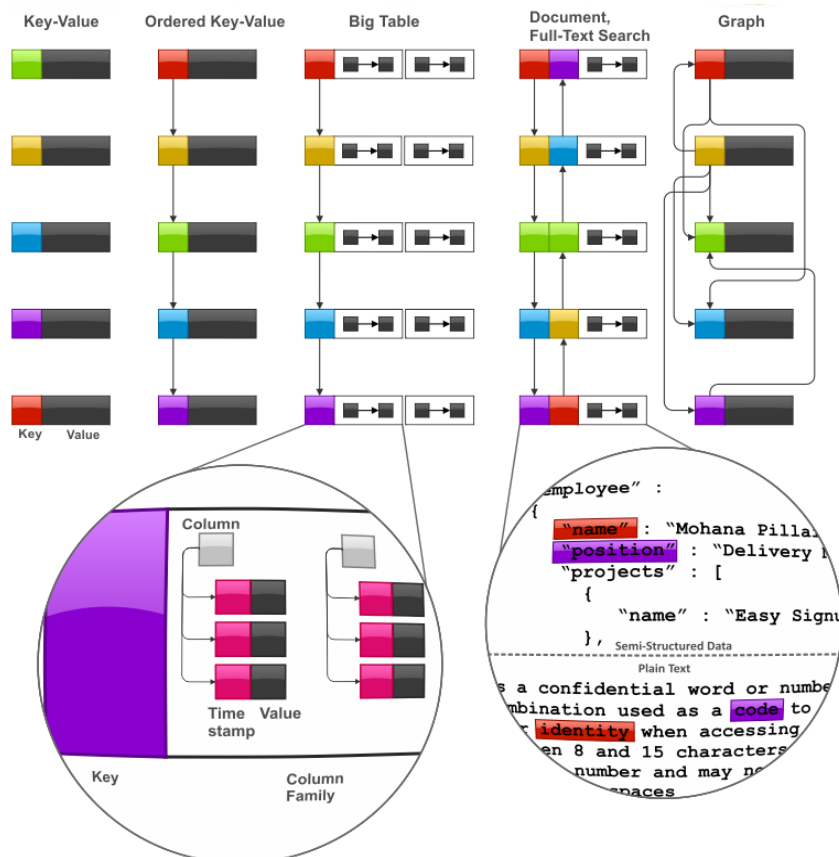 Key-Value
Ordered Key-Value
Big Table
Document,
Full-Text Search
Graph
Key
Value
Column
Time
stamp
Value
Key
Column
Family
employee” :
{
“name” : “Mohana Pillai
“position” : “Delivery
“projects” : [
{
“name” : “Easy Signu
},
Semi-Structured Data
Plain Text
a confidential word or numbe
mbination used as a code to
identity when accessing
en 8 and 15 characters
number and may no
spaces